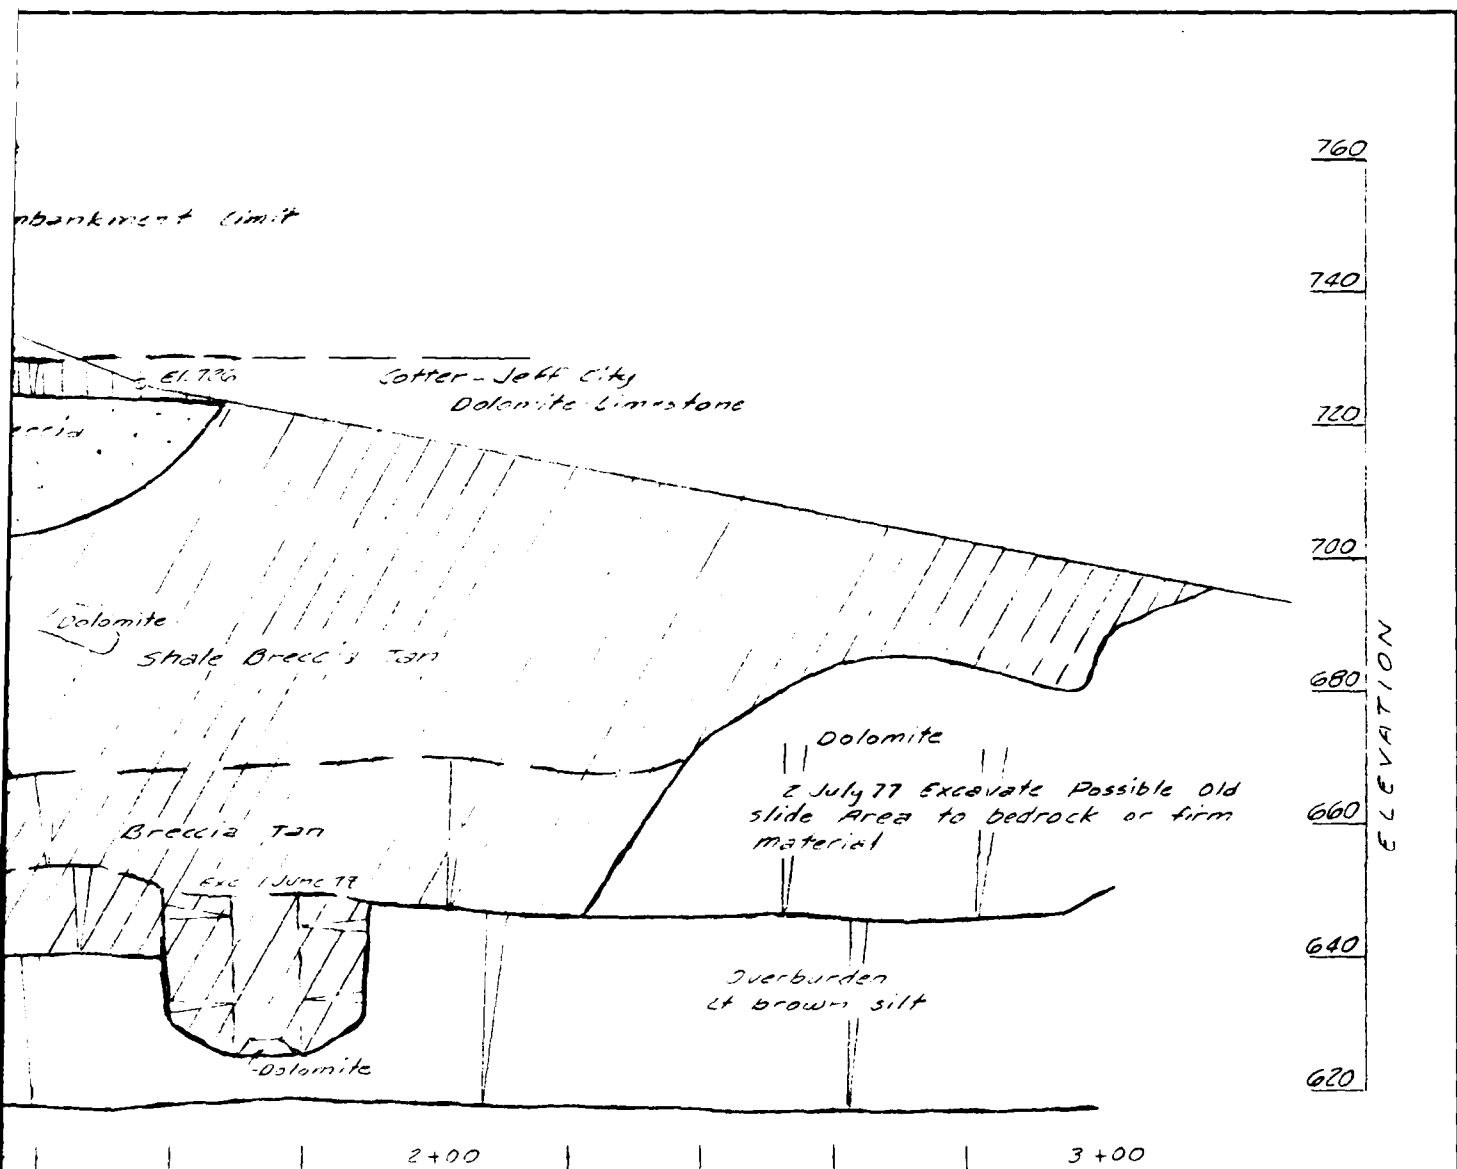 760
mbankment Limit
740
El. 726
Cotter-Jeff City
Dolomite-Limestone
720
eccia
700
Dolomite
Shale Breccia Tan
680
Dolomite
2 July 77 Excavate Possible Old
slide Area to bedrock or firm
material
660
ELEVATION
Breccia Tan
Exc. 1 June 77
640
Overburden
Lt brown silt
Dolomite
620
2+00
3+00